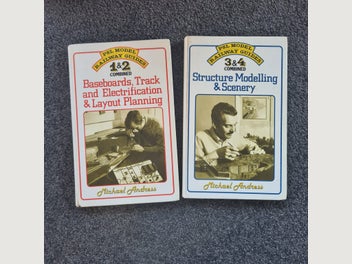 PSL MODEL
RAILWAY GUIDES
1&2
COMBINED
Baseboards, Track
and Electrification
& Layout Planning
Michael Andress
PSL MODEL
RAILWAY GUIDES
3&4
COMBINED
Structure Modelling
& Scenery
Michael Andress